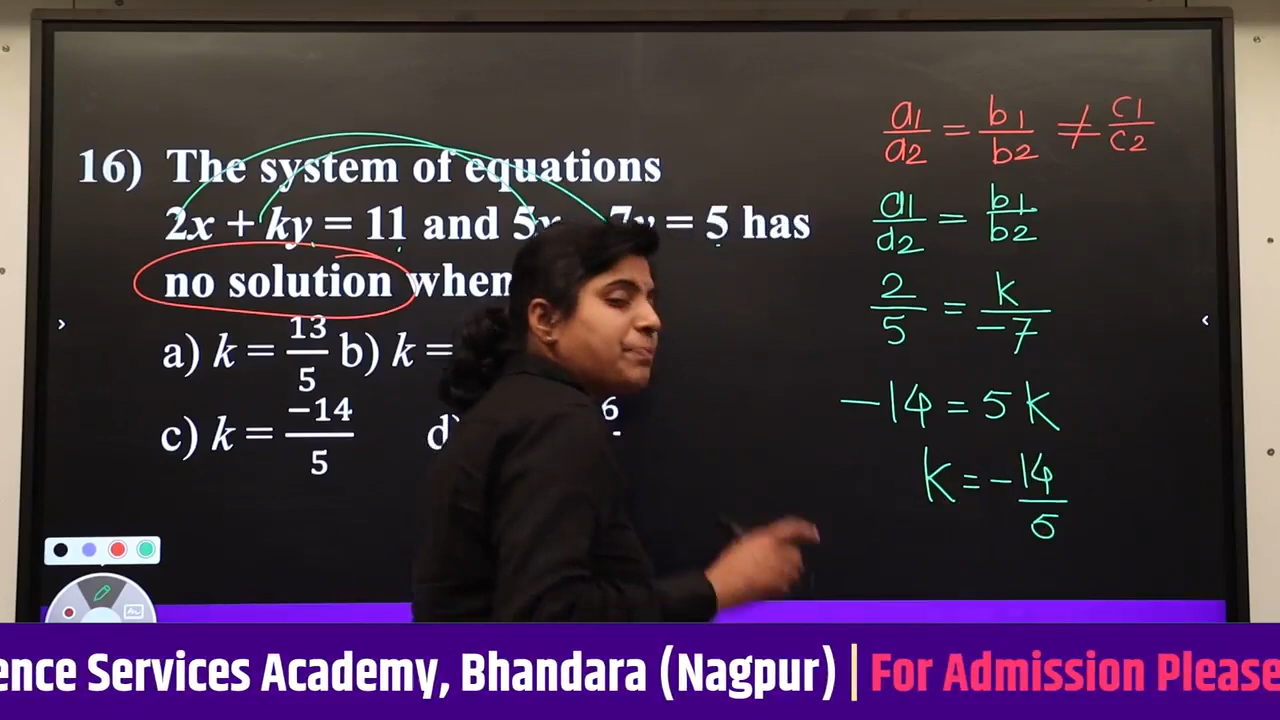 16) The system of equations
2x + ky = 11 and 5x 7y = 5 has
no solution when
a) k = 13/5 b) k =
c) k = -14/5 d) 6
a1/a2 = b1/b2 ≠ c1/c2
a1/a2 = b1/b2
2/5 = k/-7
-14 = 5k
k = -14/5
Services Academy, Bhandara (Nagpur) | For Admission Please